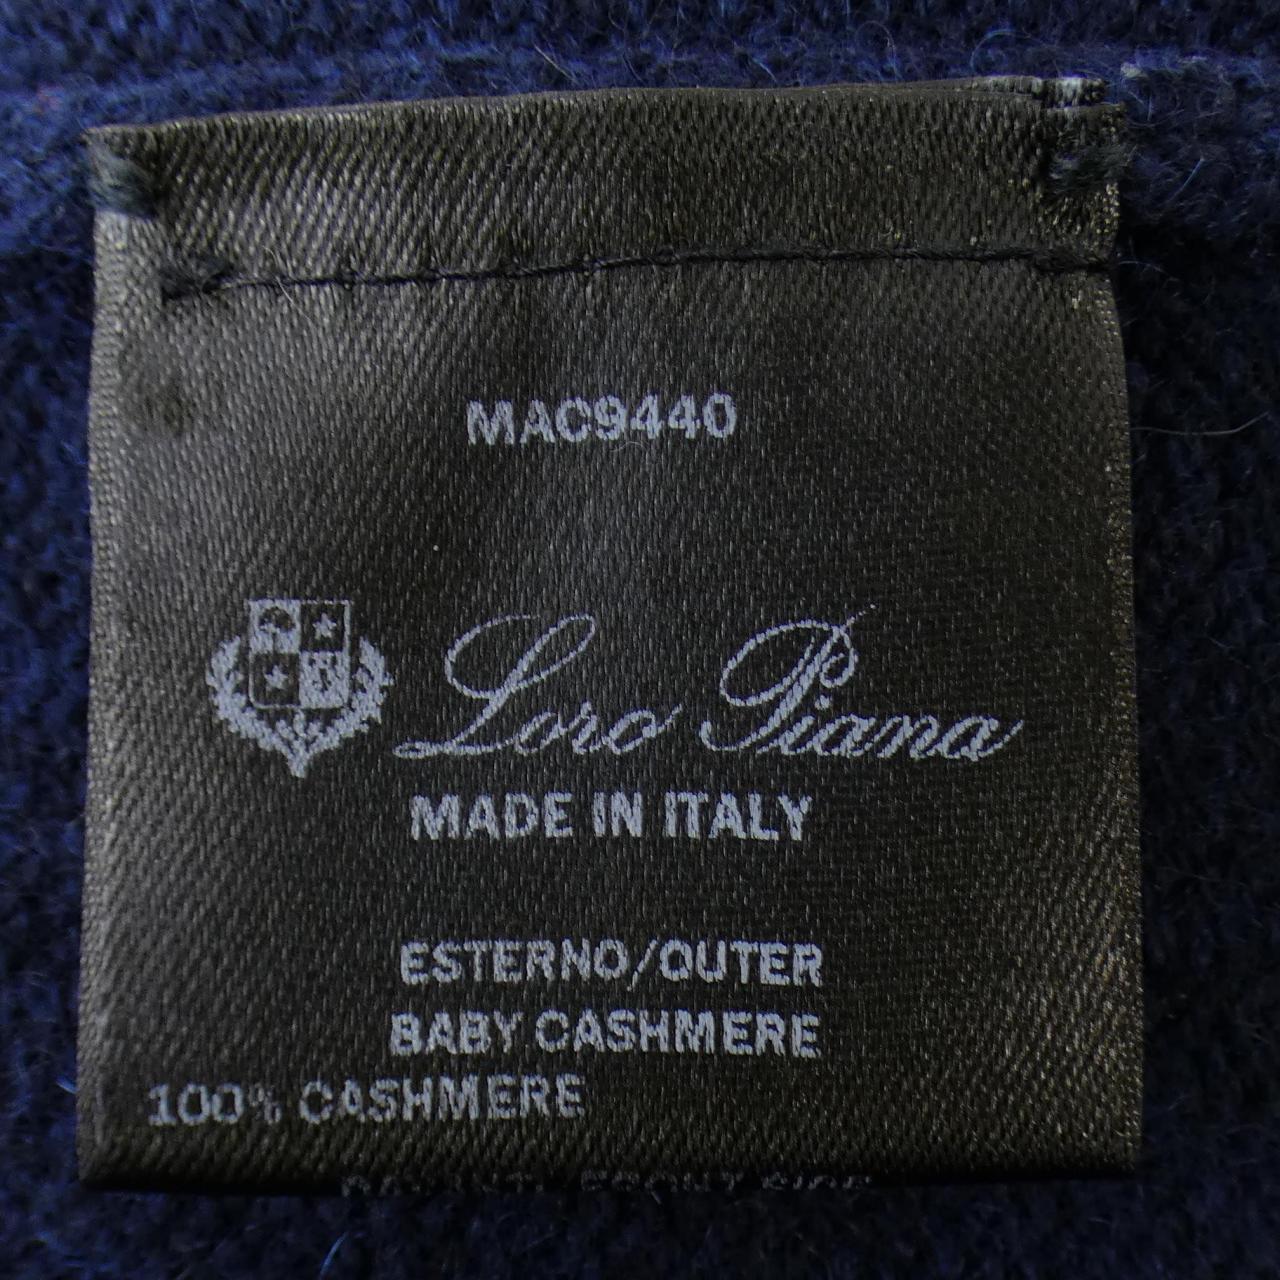 MAC9440
Loro Piana
MADE IN ITALY
ESTERNO/OUTER
BABY CASHMERE
100% CASHMERE